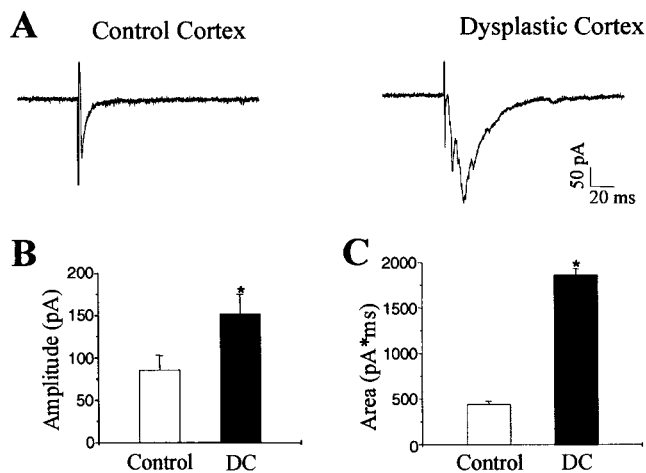 A
Control Cortex
Dysplastic Cortex
50 pA
20 ms
B
Amplitude (pA)
200
150
100
50
0
*
Control
DC
C
Area (pA*ms)
2000
1500
1000
500
0
*
Control
DC